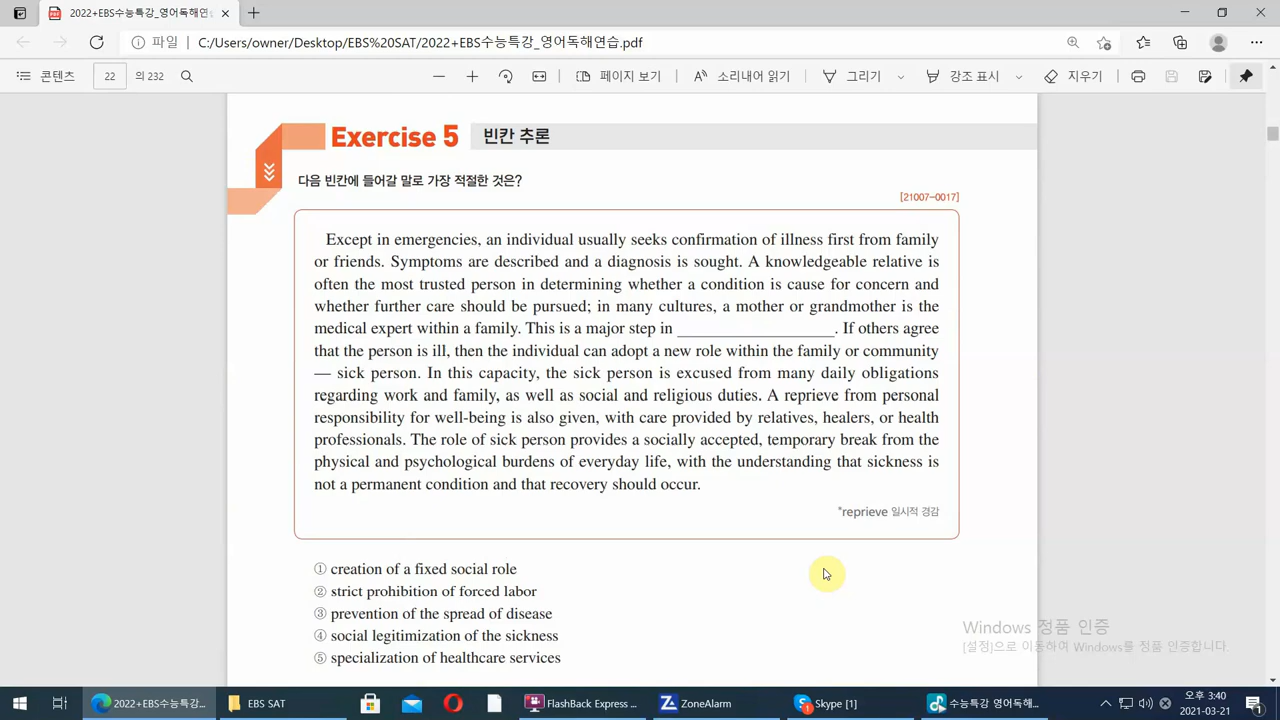 2022+EBS수능특강_영어독해연
파일 C:/Users/owner/Desktop/EBS%20SAT/2022+EBS수능특강_영어독해연습.pdf
콘텐츠 22 의 232 페이지 보기 소리내어 읽기 그리기 강조 표시 지우기
Exercise 5 빈칸 추론
다음 빈칸에 들어갈 말로 가장 적절한 것은?
[21007-0017]
Except in emergencies, an individual usually seeks confirmation of illness first from family
or friends. Symptoms are described and a diagnosis is sought. A knowledgeable relative is
often the most trusted person in determining whether a condition is cause for concern and
whether further care should be pursued; in many cultures, a mother or grandmother is the
medical expert within a family. This is a major step in ________________. If others agree
that the person is ill, then the individual can adopt a new role within the family or community
— sick person. In this capacity, the sick person is excused from many daily obligations
regarding work and family, as well as social and religious duties. A reprieve from personal
responsibility for well-being is also given, with care provided by relatives, healers, or health
professionals. The role of sick person provides a socially accepted, temporary break from the
physical and psychological burdens of everyday life, with the understanding that sickness is
not a permanent condition and that recovery should occur.
*reprieve 일시적 경감
① creation of a fixed social role
② strict prohibition of forced labor
③ prevention of the spread of disease
④ social legitimization of the sickness
⑤ specialization of healthcare services
Windows 정품 인증
[설정]으로 이동하여 Windows를 정품 인증합니다.
2022+EBS수능특강_... EBS SAT FlashBack Express ... ZoneAlarm Skype [1] 수능특강 영어독해... 오후 3:40
2021-03-21